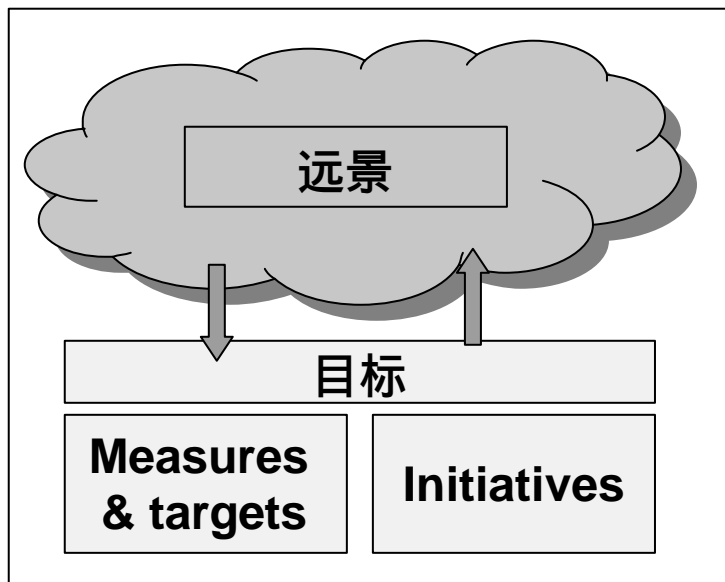 远景
目标
Measures
& targets
Initiatives